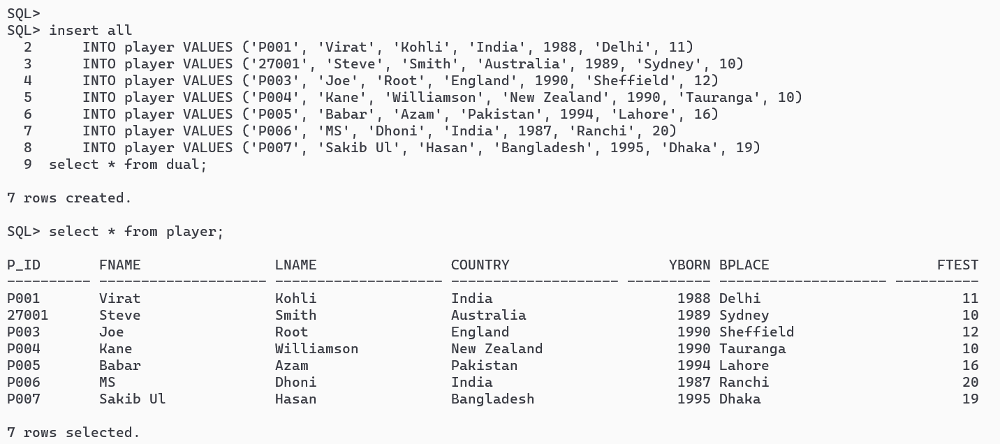 SQL>
SQL> insert all
  2      INTO player VALUES ('P001', 'Virat', 'Kohli', 'India', 1988, 'Delhi', 11)
  3      INTO player VALUES ('27001', 'Steve', 'Smith', 'Australia', 1989, 'Sydney', 10)
  4      INTO player VALUES ('P003', 'Joe', 'Root', 'England', 1990, 'Sheffield', 12)
  5      INTO player VALUES ('P004', 'Kane', 'Williamson', 'New Zealand', 1990, 'Tauranga', 10)
  6      INTO player VALUES ('P005', 'Babar', 'Azam', 'Pakistan', 1994, 'Lahore', 16)
  7      INTO player VALUES ('P006', 'MS', 'Dhoni', 'India', 1987, 'Ranchi', 20)
  8      INTO player VALUES ('P007', 'Sakib Ul', 'Hasan', 'Bangladesh', 1995, 'Dhaka', 19)
  9  select * from dual;

7 rows created.

SQL> select * from player;

P_ID       FNAME                LNAME                COUNTRY                   YBORN BPLACE                    FTEST
---------- -------------------- -------------------- -------------------- ---------- -------------------- ----------
P001       Virat                Kohli                India                      1988 Delhi                        11
27001      Steve                Smith                Australia                  1989 Sydney                       10
P003       Joe                  Root                 England                    1990 Sheffield                    12
P004       Kane                 Williamson           New Zealand                1990 Tauranga                     10
P005       Babar                Azam                 Pakistan                   1994 Lahore                       16
P006       MS                   Dhoni                India                      1987 Ranchi                       20
P007       Sakib Ul             Hasan                Bangladesh                 1995 Dhaka                        19

7 rows selected.